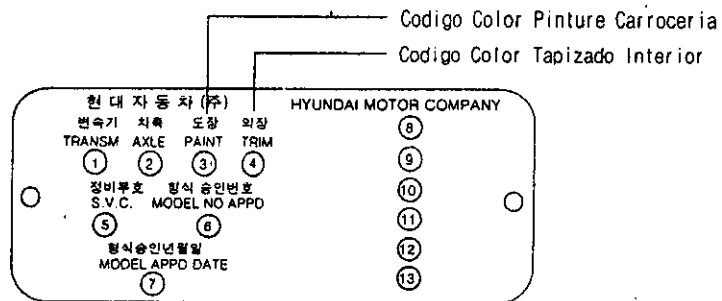 Codigo Color Pinture Carroceria
Codigo Color Tapizado Interior
현대자동차(주) HYUNDAI MOTOR COMPANY
변속기 차축 도장 의장 ⑧
TRANSM AXLE PAINT TRIM
① ② ③ ④ ⑨
정비부호 형식 승인번호 ⑩
S.V.C. MODEL NO APPD
⑤ ⑥ ⑪
형식승인년월일 ⑫
MODEL APPD DATE
⑦ ⑬